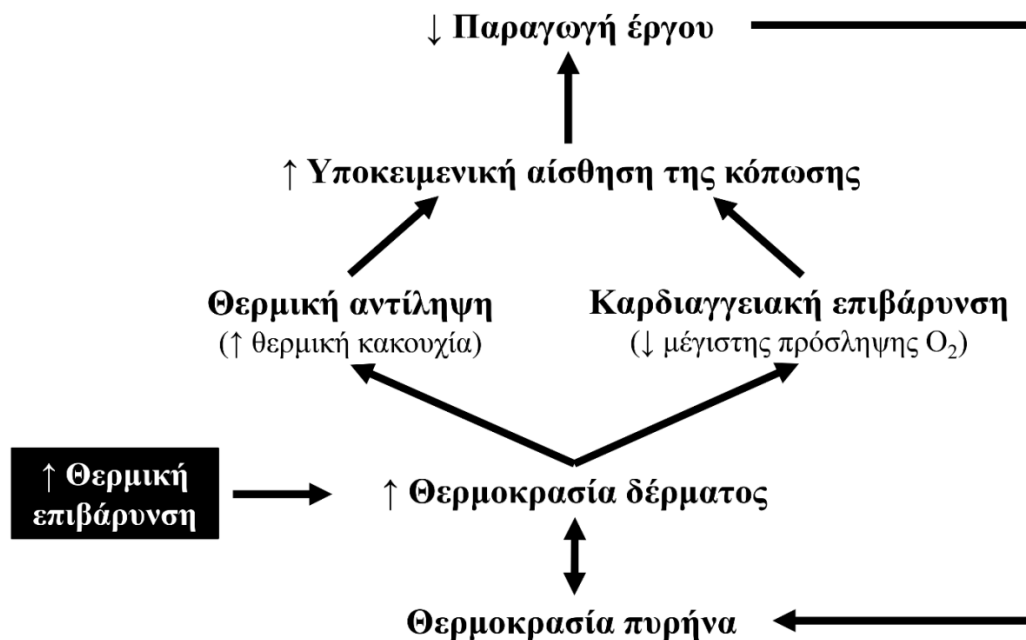 ↓ Παραγωγή έργου
↑ Υποκειμενική αίσθηση της κόπωσης
Θερμική αντίληψη
(↑ θερμική κακουχία)
Καρδιαγγειακή επιβάρυνση
(↓ μέγιστης πρόσληψης O₂)
↑ Θερμική
επιβάρυνση
↑ Θερμοκρασία δέρματος
Θερμοκρασία πυρήνα